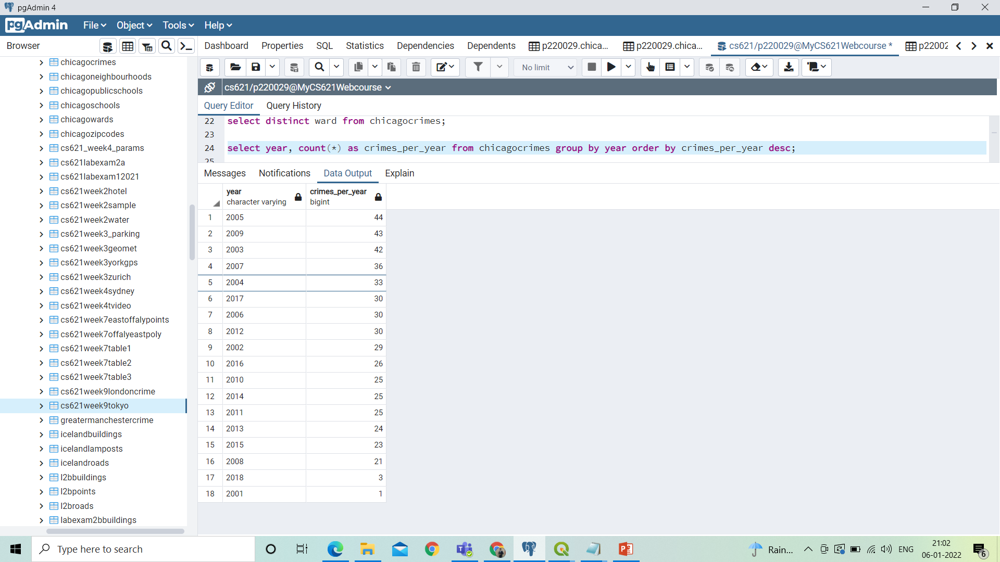 pgAdmin 4
pgAdmin File Object Tools Help
Browser
Dashboard Properties SQL Statistics Dependencies Dependents p220029.chica... p220029.chica... cs621/p220029@MyCS621Webcourse * p22002
No limit
cs621/p220029@MyCS621Webcourse
Query Editor Query History
22 select distinct ward from chicagocrimes;
23
24 select year, count(*) as crimes_per_year from chicagocrimes group by year order by crimes_per_year desc;
25
Messages Notifications Data Output Explain
year character varying crimes_per_year bigint
1 2005 44
2 2009 43
3 2003 42
4 2007 36
5 2004 33
6 2017 30
7 2006 30
8 2012 30
9 2002 29
10 2016 26
11 2010 25
12 2014 25
13 2011 25
14 2013 24
15 2015 23
16 2008 21
17 2018 3
18 2001 1
chicagocrimes
chicagoneighbourhoods
chicagopublicschools
chicagoschools
chicagowards
chicagozipcodes
cs621_week4_params
cs621labexam2a
cs621labexam12021
cs621week2hotel
cs621week2sample
cs621week2water
cs621week3_parking
cs621week3geomet
cs621week3yorkgps
cs621week3zurich
cs621week4sydney
cs621week4tvideo
cs621week7eastoffalypoints
cs621week7offalyeastpoly
cs621week7table1
cs621week7table2
cs621week7table3
cs621week9londoncrime
cs621week9tokyo
greatermanchestercrime
icelandbuildings
icelandlamposts
icelandroads
l2bbuildings
l2bpoints
l2broads
labexam2bbuildings
Type here to search
Rain... ENG
21:02
06-01-2022
6